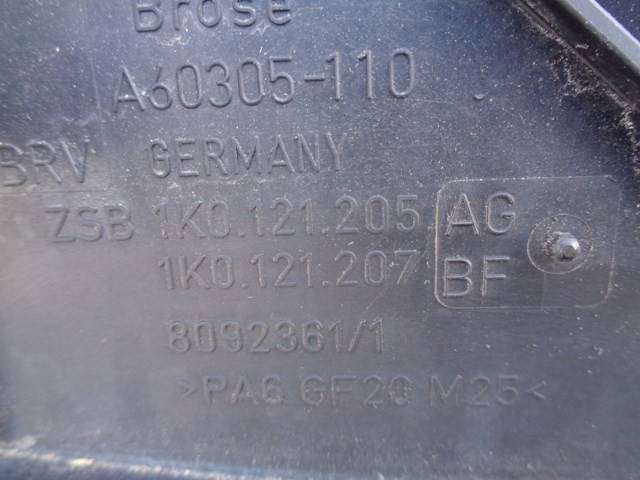 Brose
A60305-110
BRV GERMANY
ZSB 1K0.121.205 AG
1K0.121.207. BF
8092361/1
>PA6 GF20 M25<